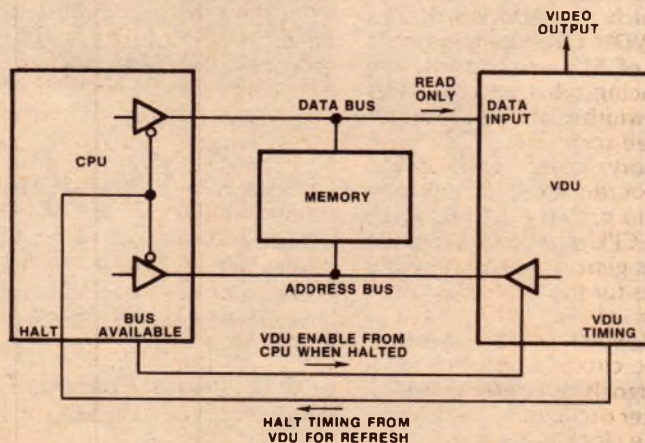 VIDEO
OUTPUT
READ
ONLY
DATA BUS
DATA
INPUT
CPU
MEMORY
VDU
ADDRESS BUS
HALT
BUS
AVAILABLE
VDU
TIMING
VDU ENABLE FROM
CPU WHEN HALTED
HALT TIMING FROM
VDU FOR REFRESH